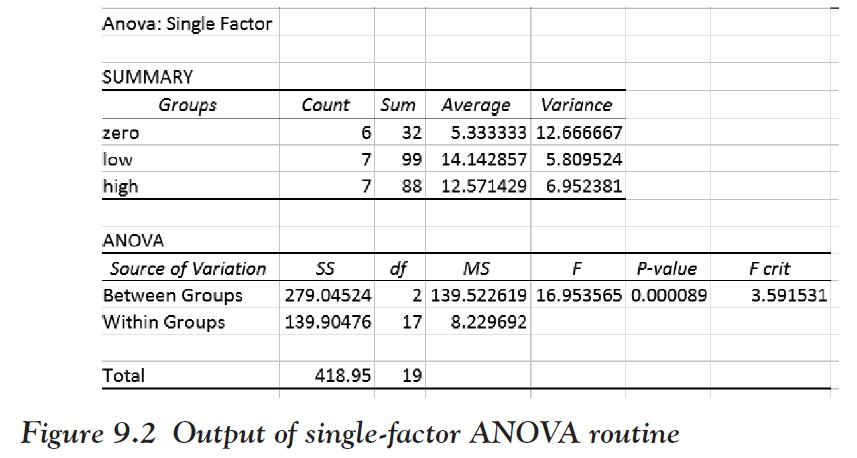 Anova: Single Factor
SUMMARY
Groups Count Sum Average Variance
zero 6 32 5.333333 12.666667
low 7 99 14.142857 5.809524
high 7 88 12.571429 6.952381
ANOVA
Source of Variation SS df MS F P-value F crit
Between Groups 279.04524 2 139.522619 16.953565 0.000089 3.591531
Within Groups 139.90476 17 8.229692
Total 418.95 19
Figure 9.2 Output of single-factor ANOVA routine